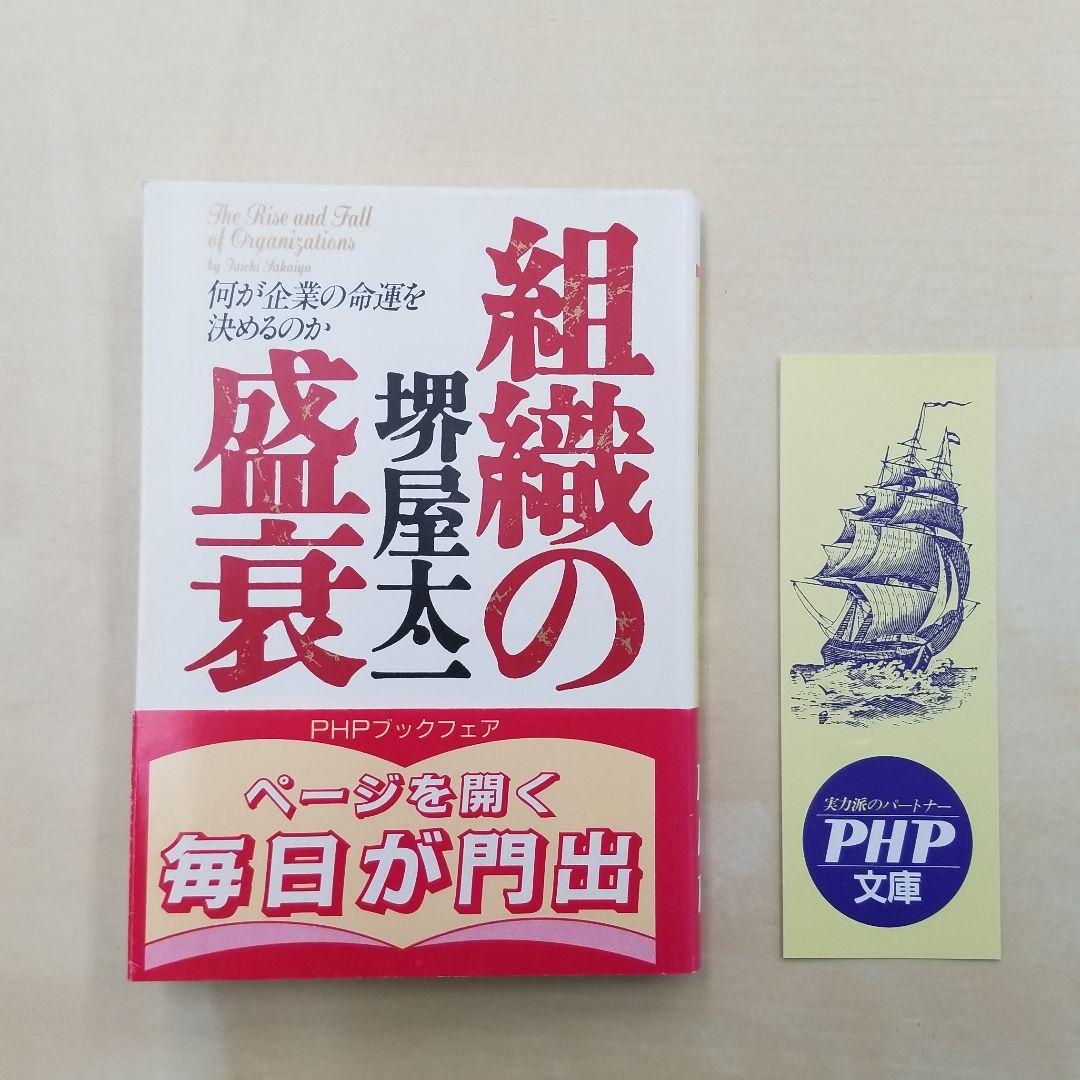 The Rise and Fall
of Organizations
by Taichi Sakaiya
何が企業の命運を
決めるのか
組織の
盛衰
堺屋太一
PHPブックフェア
ページを開く
毎日が門出
実力派のパートナー
PHP
文庫